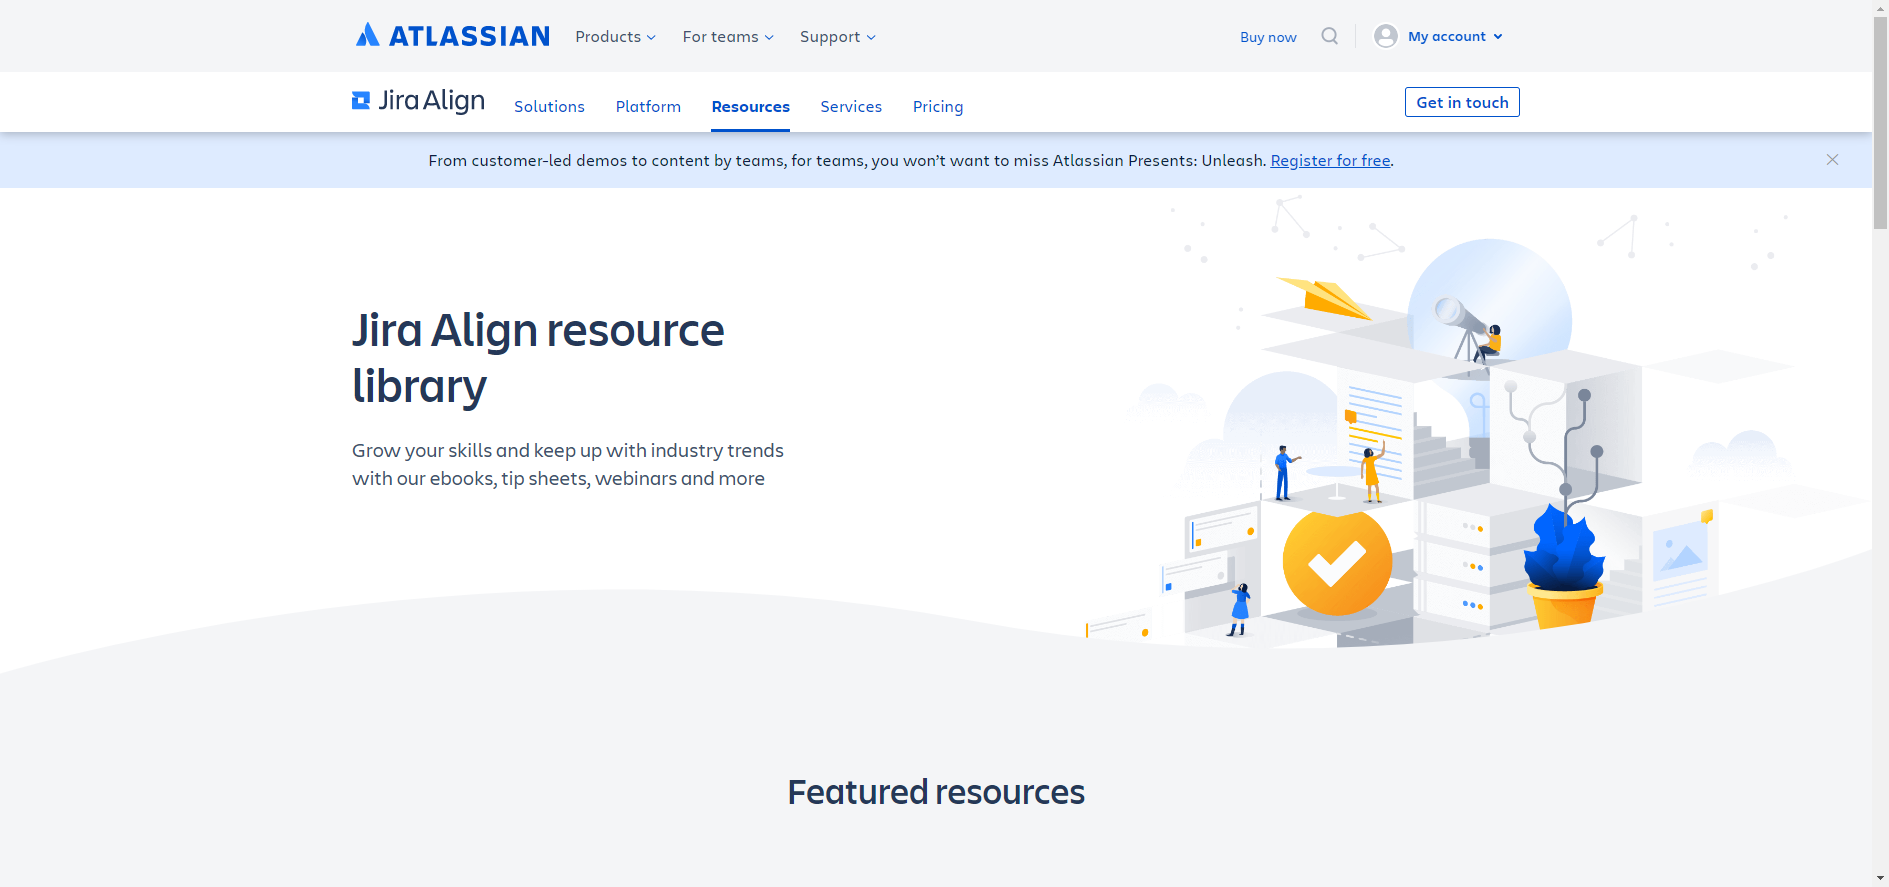 ATLASSIAN Products For teams Support Buy now My account
Jira Align Solutions Platform Resources Services Pricing Get in touch
From customer-led demos to content by teams, for teams, you won’t want to miss Atlassian Presents: Unleash. Register for free.
Jira Align resource
library
Grow your skills and keep up with industry trends
with our ebooks, tip sheets, webinars and more
Featured resources